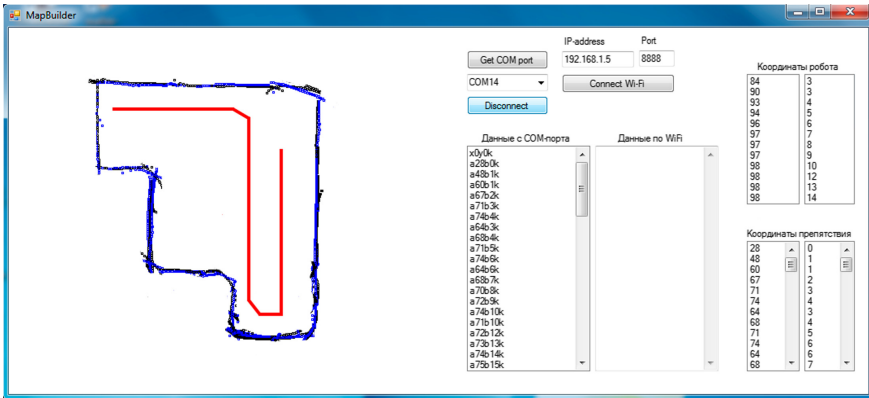 MapBuilder
IP-address Port
Get COM port 192.168.1.5 8888
COM14 Connect Wi-Fi
Disconnect
Координаты робота
84 3
90 3
93 4
94 5
96 6
97 7
97 8
97 9
98 10
98 12
98 13
98 14
Данные с COM-порта Данные по WiFi
x0y0k
a28b0k
a48b1k
a60b1k
a67b2k
a71b3k
a74b4k
a64b3k
a68b4k
a71b5k
a74b6k
a64b6k
a68b7k
a70b8k
a72b9k
a74b10k
a71b10k
a72b12k
a73b13k
a74b14k
a75b15k
Координаты препятствия
28 0
48 1
60 1
67 2
71 3
74 4
64 3
68 4
71 5
74 6
64 6
68 7